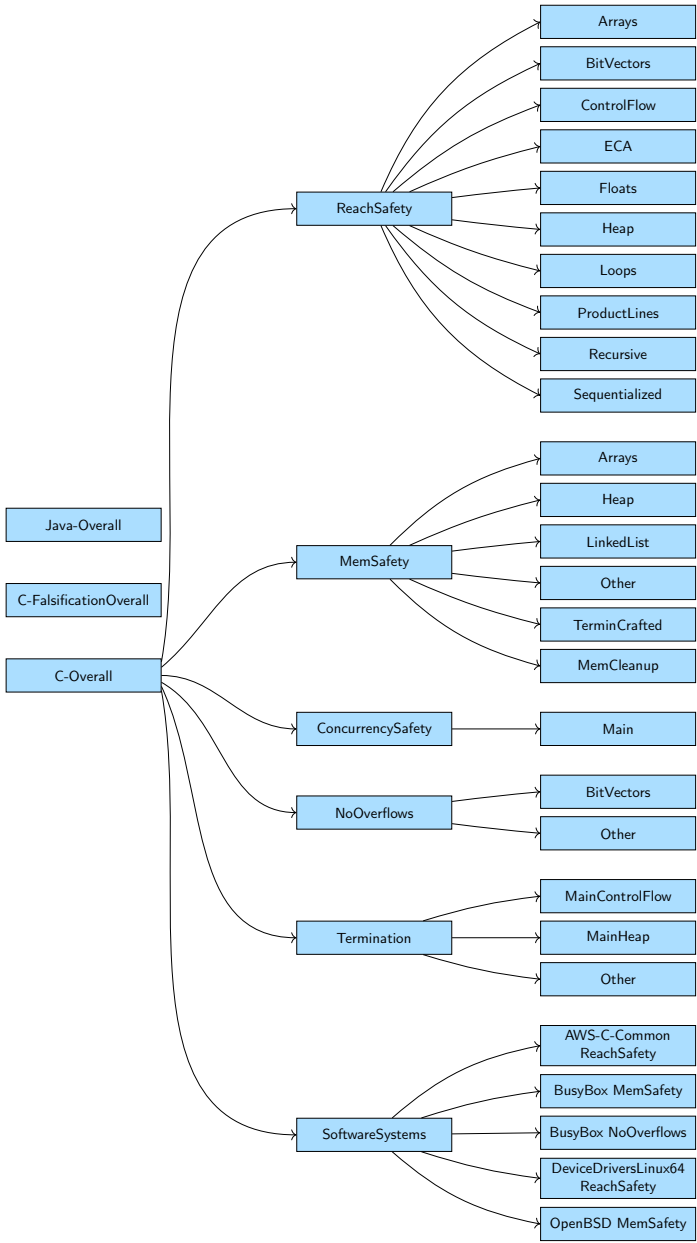 Java-Overall
C-FalsificationOverall
C-Overall
ReachSafety
Arrays
BitVectors
ControlFlow
ECA
Floats
Heap
Loops
ProductLines
Recursive
Sequentialized
MemSafety
Arrays
Heap
LinkedList
Other
TerminCrafted
MemCleanup
ConcurrencySafety
Main
NoOverflows
BitVectors
Other
Termination
MainControlFlow
MainHeap
Other
SoftwareSystems
AWS-C-Common
ReachSafety
BusyBox MemSafety
BusyBox NoOverflows
DeviceDriversLinux64
ReachSafety
OpenBSD MemSafety